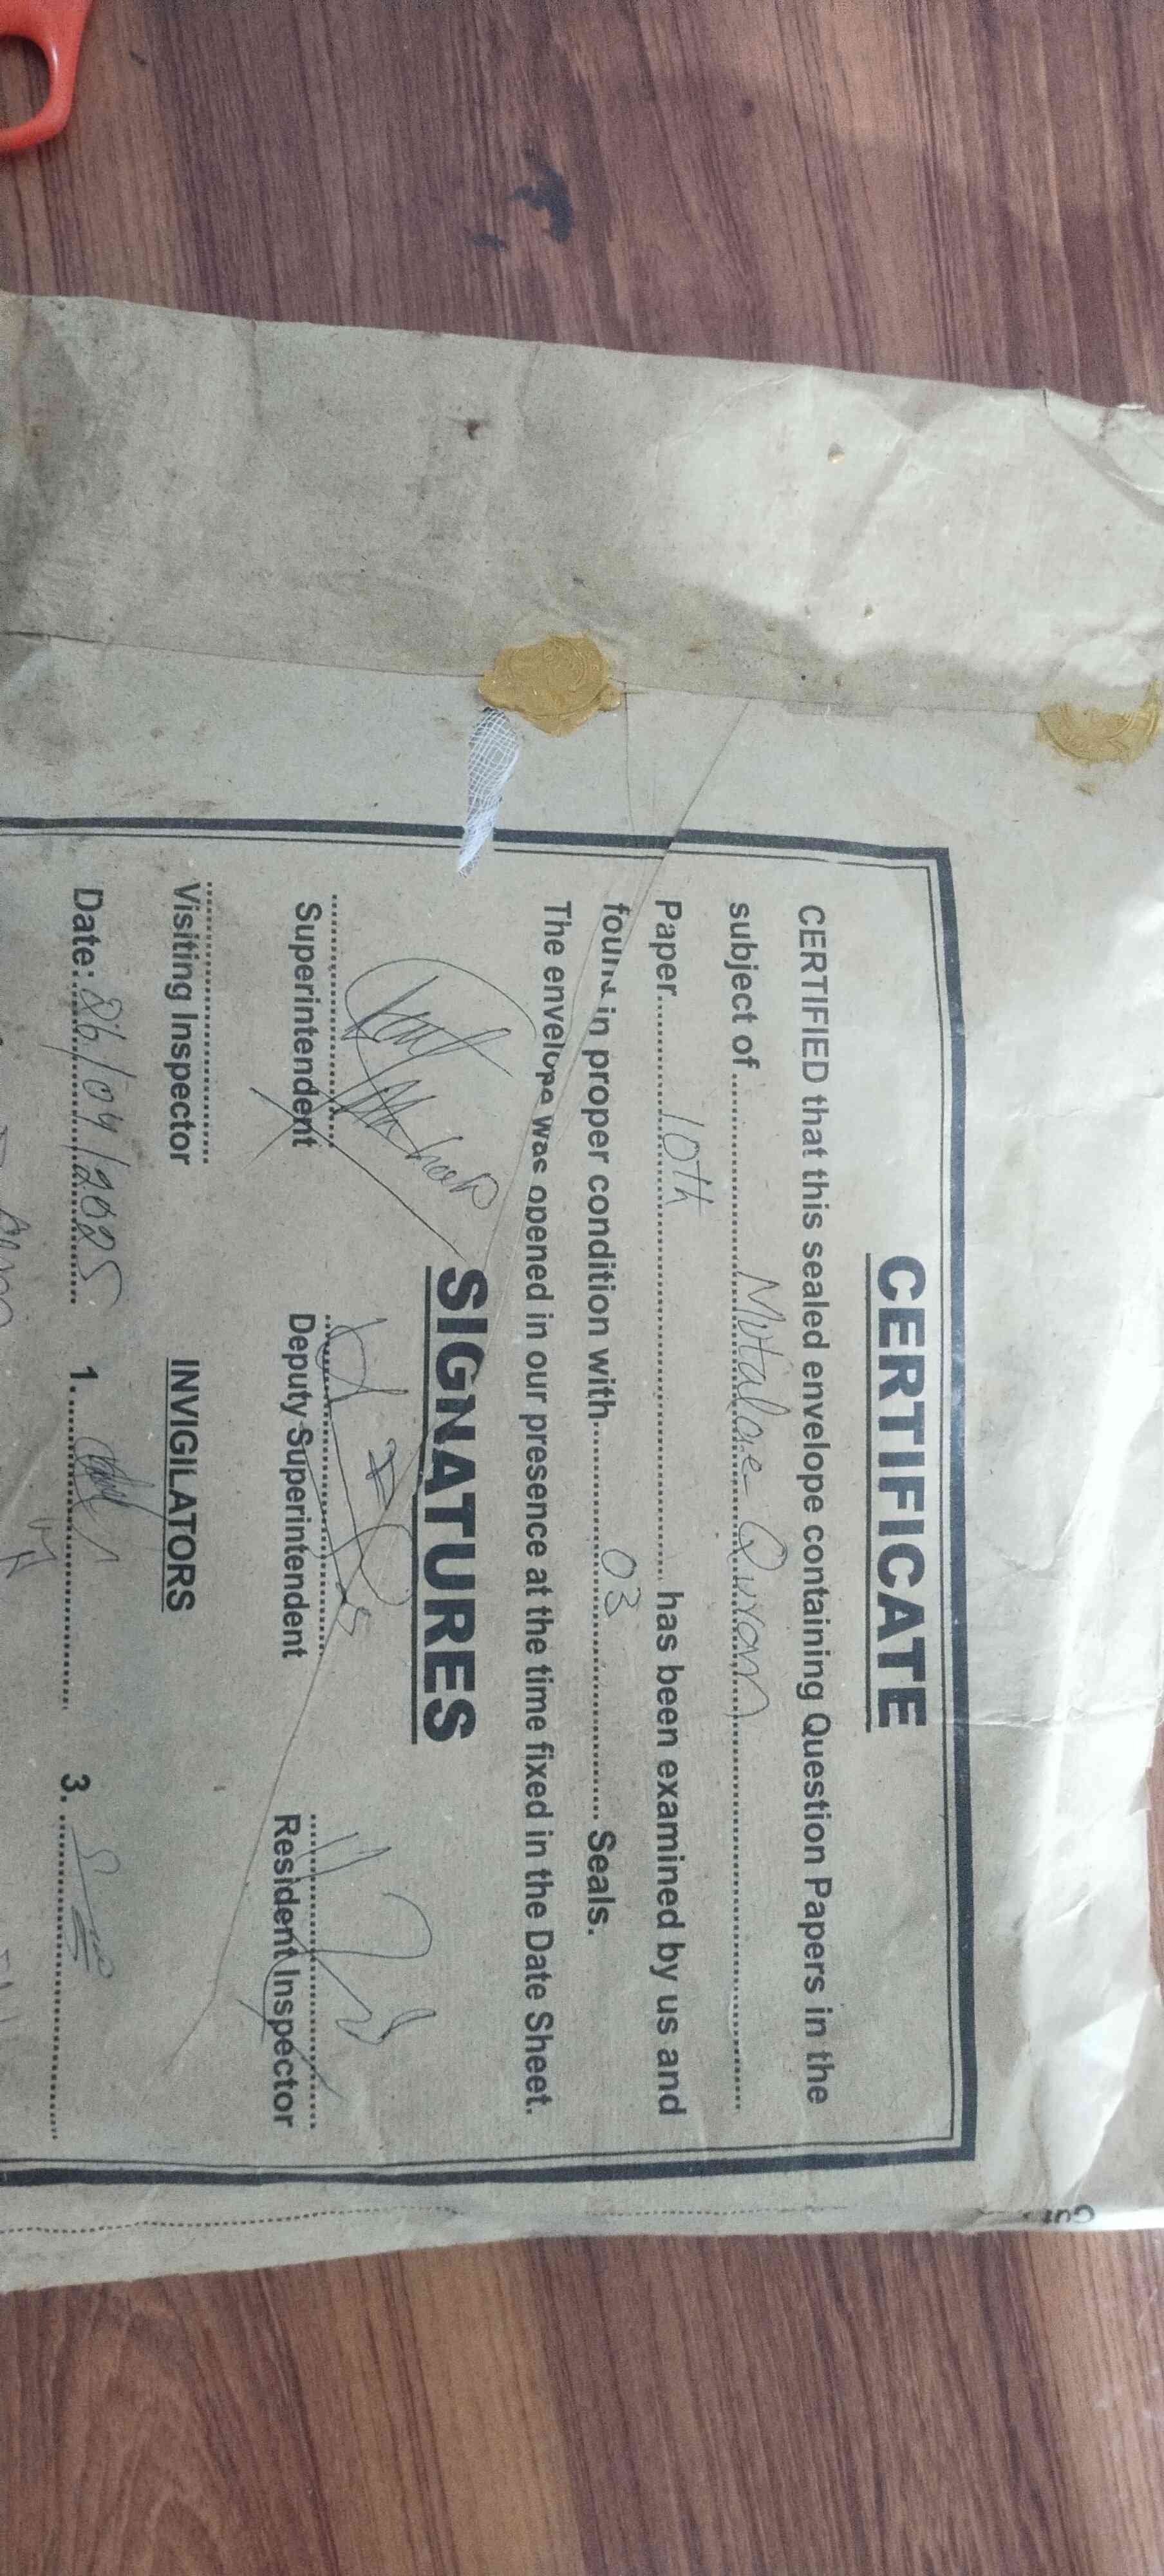 CERTIFICATE
CERTIFIED that this sealed envelope containing Question Papers in the
subject of ........ Mutalae Quran ........
Paper ........ 10th ........ has been examined by us and
found in proper condition with ........ 03 ........ Seals.
The envelope was opened in our presence at the time fixed in the Date Sheet.
SIGNATURES
Superintendent Deputy Superintendent Resident Inspector
Visiting Inspector INVIGILATORS
Date: 26/04/2025 1. ........ 3. ........
Cut